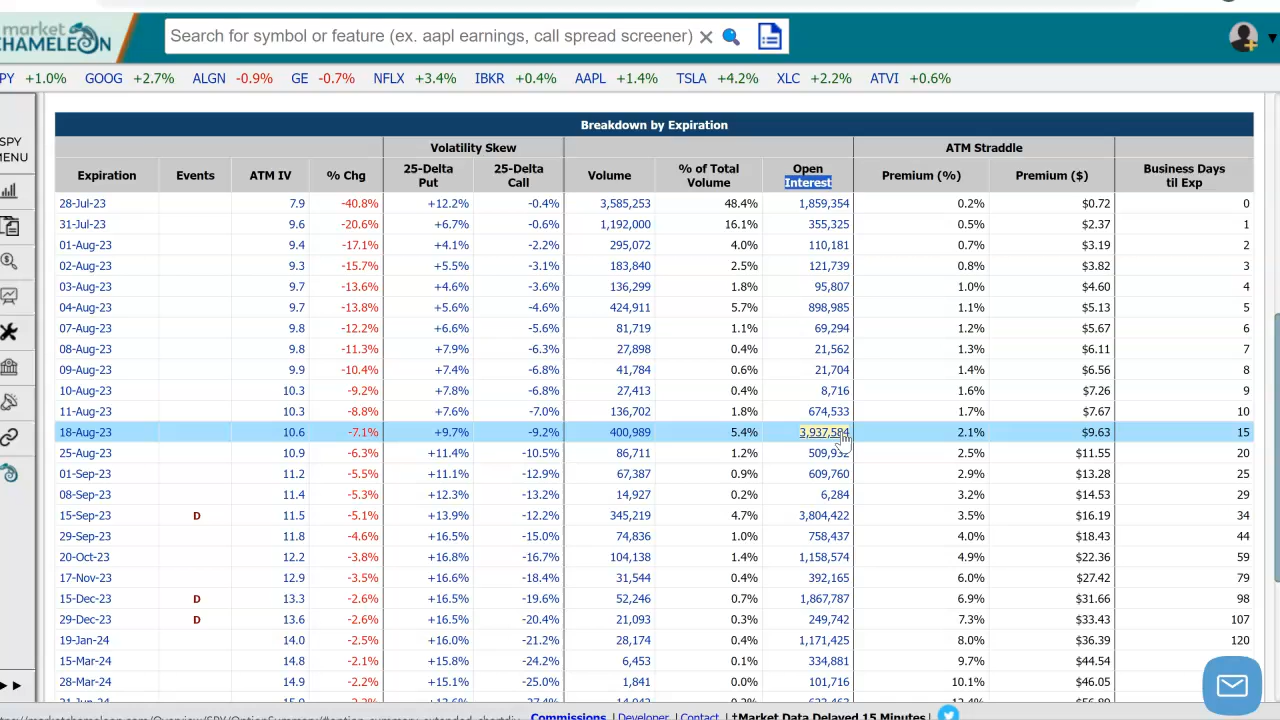 market
CHAMELEON
Search for symbol or feature (ex. aapl earnings, call spread screener)
PY +1.0% GOOG +2.7% ALGN -0.9% GE -0.7% NFLX +3.4% IBKR +0.4% AAPL +1.4% TSLA +4.2% XLC +2.2% ATVI +0.6%
SPY
MENU
Breakdown by Expiration
Volatility Skew ATM Straddle
Expiration Events ATM IV % Chg 25-Delta Put 25-Delta Call Volume % of Total Volume Open Interest Premium (%) Premium ($) Business Days til Exp
28-Jul-23 7.9 -40.8% +12.2% -0.4% 3,585,253 48.4% 1,859,354 0.2% $0.72 0
31-Jul-23 9.6 -20.6% +6.7% -0.6% 1,192,000 16.1% 355,325 0.5% $2.37 1
01-Aug-23 9.4 -17.1% +4.1% -2.2% 295,072 4.0% 110,181 0.7% $3.19 2
02-Aug-23 9.3 -15.7% +5.5% -3.1% 183,840 2.5% 121,739 0.8% $3.82 3
03-Aug-23 9.7 -13.6% +4.6% -3.6% 136,299 1.8% 95,807 1.0% $4.60 4
04-Aug-23 9.7 -13.8% +5.6% -4.6% 424,911 5.7% 898,985 1.1% $5.13 5
07-Aug-23 9.8 -12.2% +6.6% -5.6% 81,719 1.1% 69,294 1.2% $5.67 6
08-Aug-23 9.8 -11.3% +7.9% -6.3% 27,898 0.4% 21,562 1.3% $6.11 7
09-Aug-23 9.9 -10.4% +7.4% -6.8% 41,784 0.6% 21,704 1.4% $6.56 8
10-Aug-23 10.3 -9.2% +7.8% -6.8% 27,413 0.4% 8,716 1.6% $7.26 9
11-Aug-23 10.3 -8.8% +7.6% -7.0% 136,702 1.8% 674,533 1.7% $7.67 10
18-Aug-23 10.6 -7.1% +9.7% -9.2% 400,989 5.4% 3,937,584 2.1% $9.63 15
25-Aug-23 10.9 -6.3% +11.4% -10.5% 86,711 1.2% 509,932 2.5% $11.55 20
01-Sep-23 11.2 -5.5% +11.1% -12.9% 67,387 0.9% 609,760 2.9% $13.28 25
08-Sep-23 11.4 -5.3% +12.3% -13.2% 14,927 0.2% 6,284 3.2% $14.53 29
15-Sep-23 D 11.5 -5.1% +13.9% -12.2% 345,219 4.7% 3,804,422 3.5% $16.19 34
29-Sep-23 11.8 -4.6% +16.5% -15.0% 74,836 1.0% 758,437 4.0% $18.43 44
20-Oct-23 12.2 -3.8% +16.8% -16.7% 104,138 1.4% 1,158,574 4.9% $22.36 59
17-Nov-23 12.9 -3.5% +16.6% -18.4% 31,544 0.4% 392,165 6.0% $27.42 79
15-Dec-23 D 13.3 -2.6% +16.5% -19.6% 52,246 0.7% 1,867,787 6.9% $31.66 98
29-Dec-23 D 13.6 -2.6% +16.5% -20.4% 21,093 0.3% 249,742 7.3% $33.43 107
19-Jan-24 14.0 -2.5% +16.0% -21.2% 28,174 0.4% 1,171,425 8.0% $36.39 120
15-Mar-24 14.8 -2.1% +15.8% -24.2% 6,453 0.1% 334,881 9.7% $44.54
28-Mar-24 14.9 -2.2% +15.1% -25.0% 1,841 0.0% 101,716 10.1% $46.05
Commissions | Developer | Contact | †Market Data Delayed 15 Minutes |